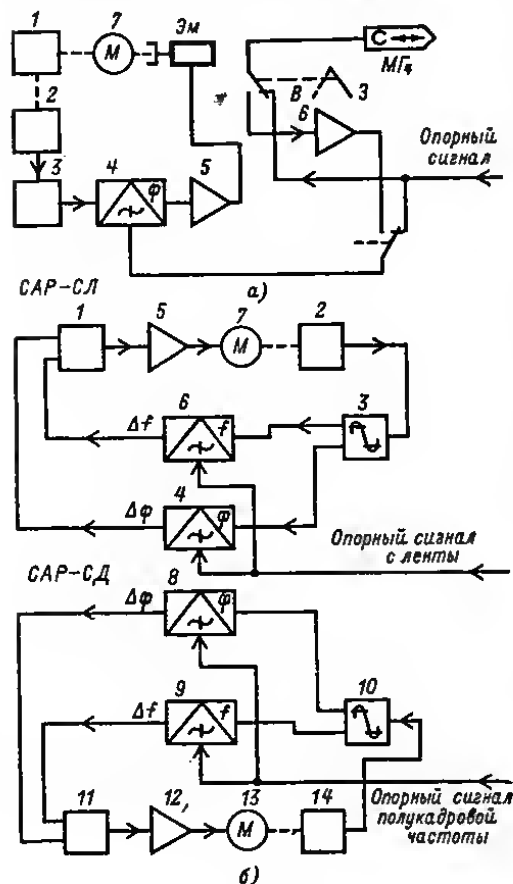 1
7
М
Эм
С
МГч
2
В
З
6
Опорный
сигнал
3
4
φ
5
а)
САР-СЛ
1
5
7
М
2
6
f
Δf
3
4
φ
Δφ
Опорный сигнал
с ленты
САР-СД
8
φ
Δφ
9
f
Δf
10
11
12
13
М
14
Опорный сигнал
полукадровой
частоты
б)